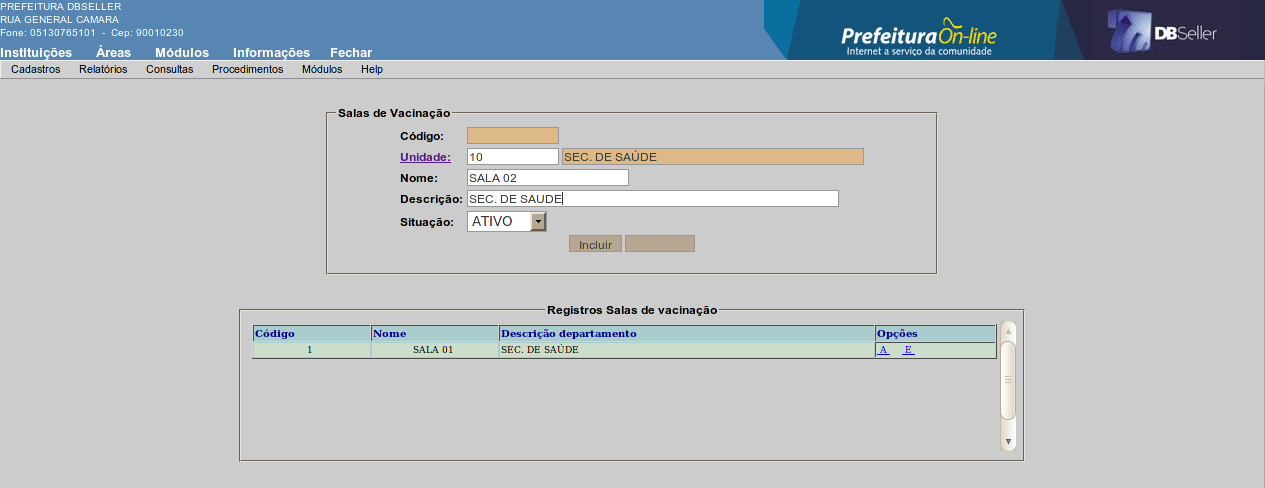 PREFEITURA DBSELLER
RUA GENERAL CAMARA
Fone: 05130765101 - Cep: 90010230
Prefeitura On-line
Internet a serviço da comunidade
DBSeller
Instituições Áreas Módulos Informações Fechar
Cadastros Relatórios Consultas Procedimentos Módulos Help
Salas de Vacinação
Código:
Unidade: 10 SEC. DE SAÚDE
Nome: SALA 02
Descrição: SEC. DE SAUDE
Situação: ATIVO
Incluir
Registros Salas de vacinação
Código Nome Descrição departamento Opções
1 SALA 01 SEC. DE SAÚDE A E